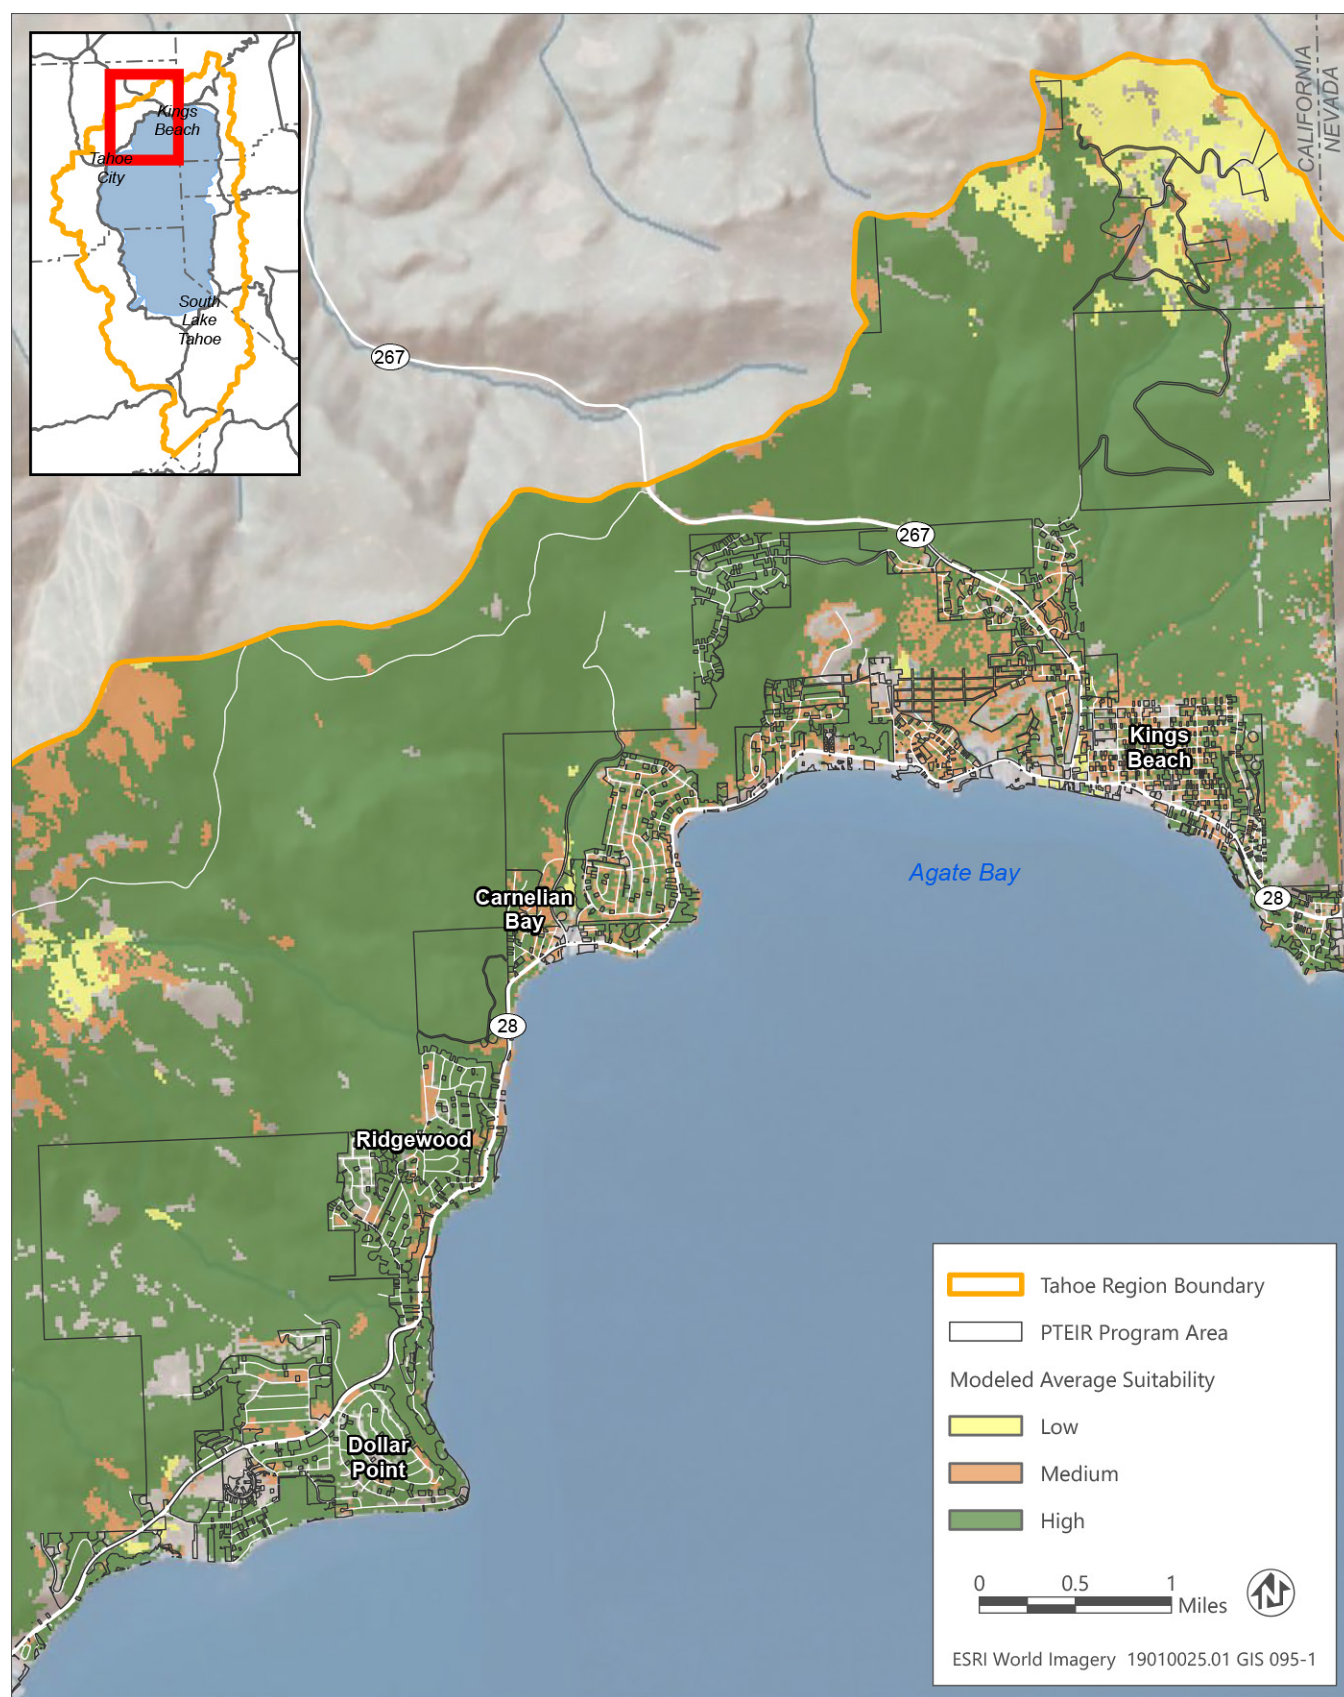 Kings
Beach
Tahoe
City
South
Lake
Tahoe
CALIFORNIA
NEVADA
267
267
Kings
Beach
Agate Bay
Carnelian
Bay
28
28
Ridgewood
Dollar
Point
Tahoe Region Boundary
PTEIR Program Area
Modeled Average Suitability
Low
Medium
High
0 0.5 1
Miles
N
ESRI World Imagery 19010025.01 GIS 095-1